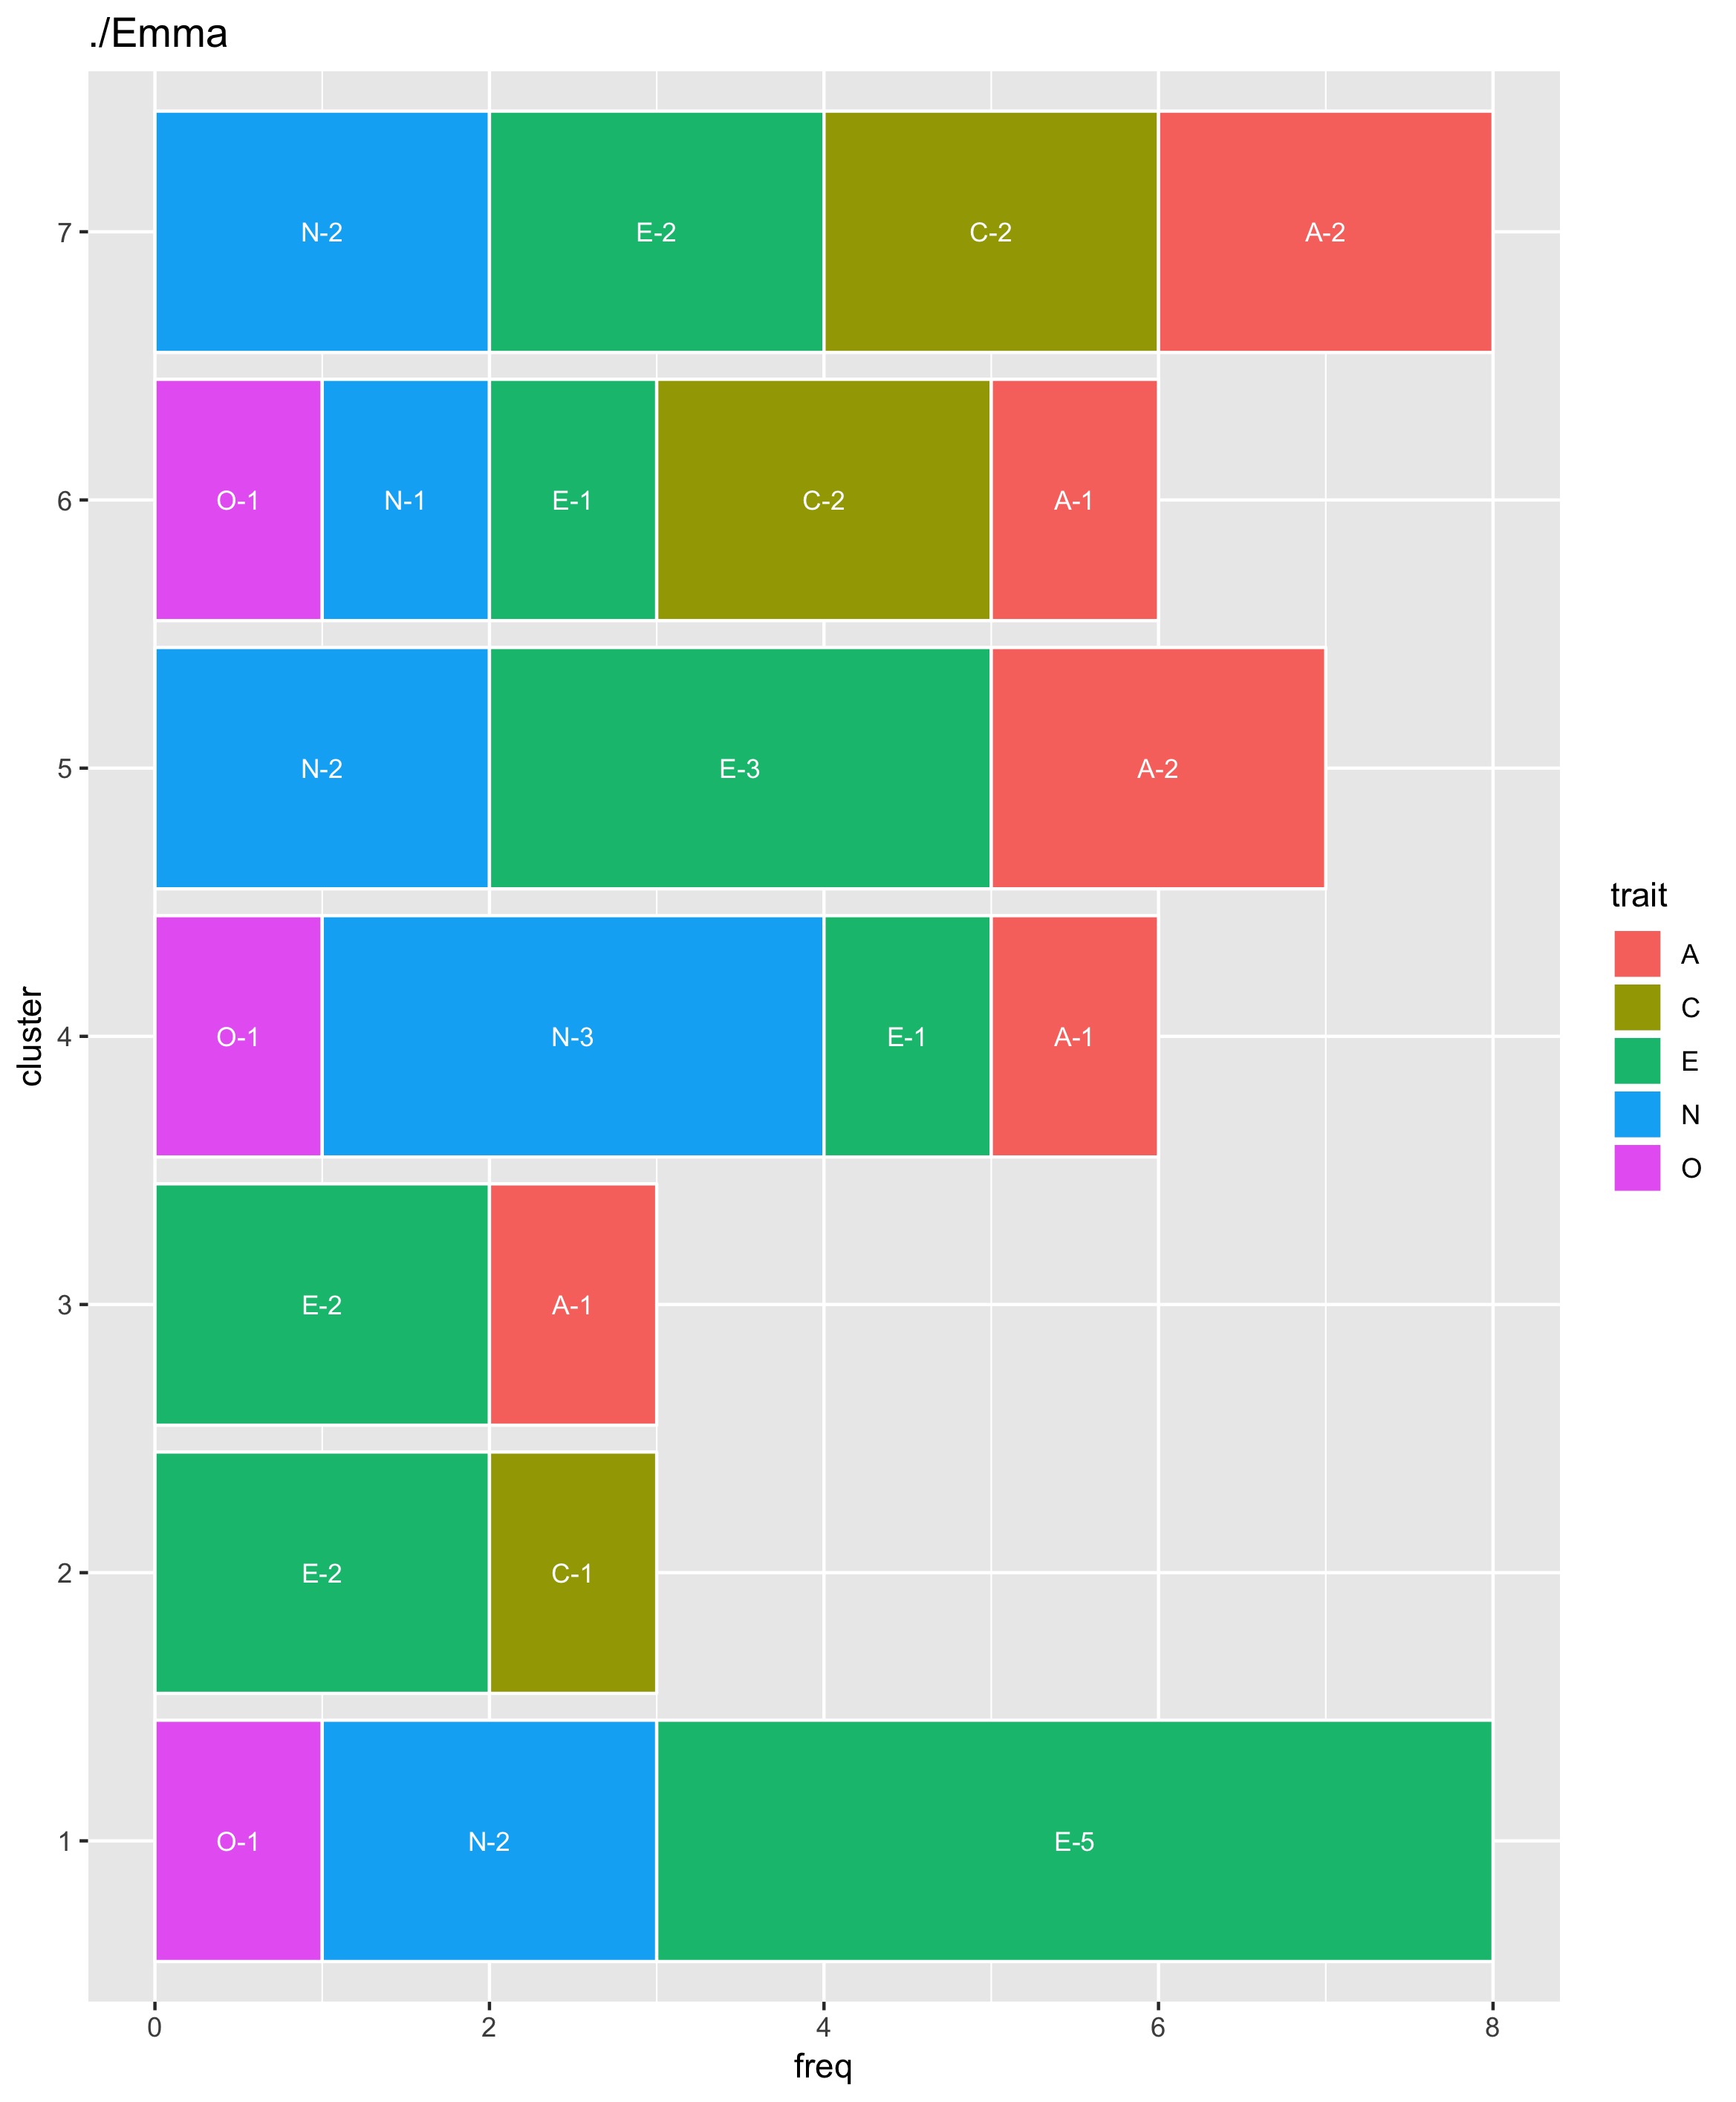 ./Emma
7
N-2 E-2 C-2 A-2
6
O-1 N-1 E-1 C-2 A-1
5
N-2 E-3 A-2
4
O-1 N-3 E-1 A-1
3
E-2 A-1
2
E-2 C-1
1
O-1 N-2 E-5
cluster
0 2 4 6 8
freq
trait
A
C
E
N
O